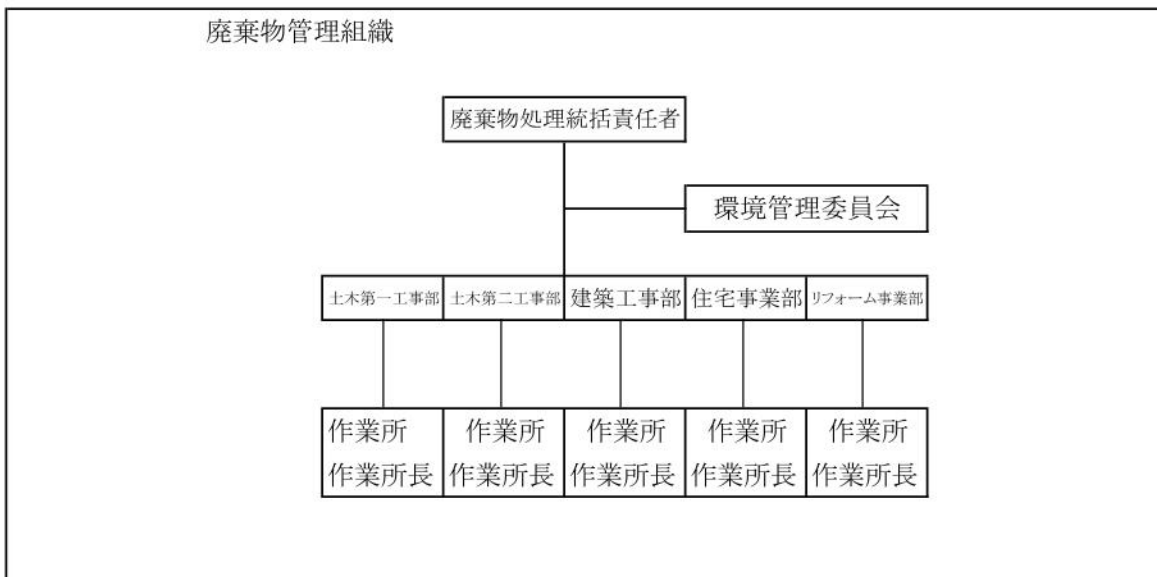 廃棄物管理組織
廃棄物処理統括責任者
環境管理委員会
土木第一工事部 土木第二工事部 建築工事部 住宅事業部 リフォーム事業部
作業所 作業所 作業所 作業所 作業所
作業所長 作業所長 作業所長 作業所長 作業所長